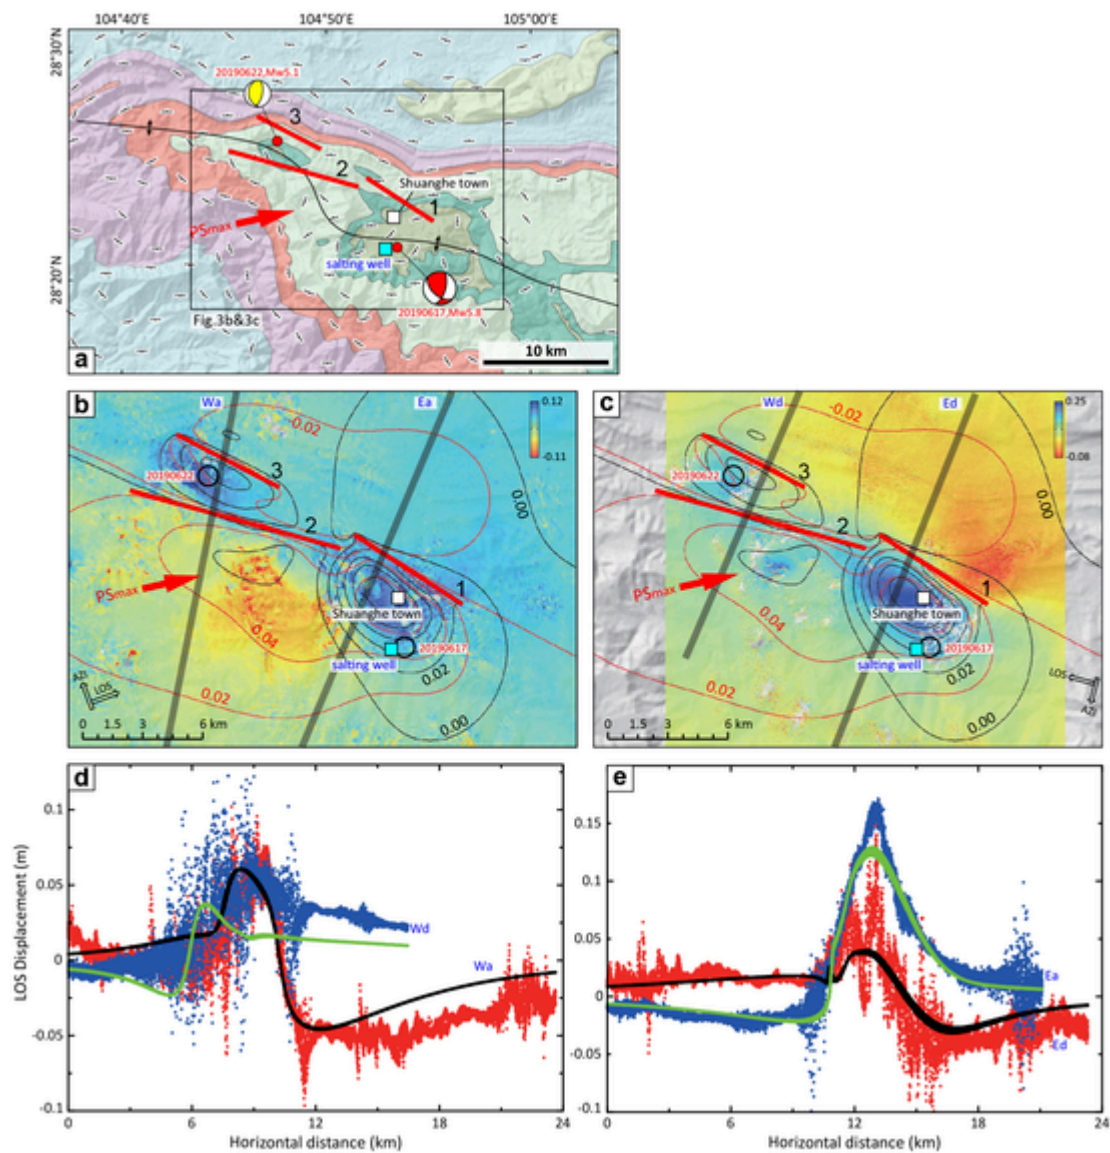 104°40'E 104°50'E 105°00'E
28°30'N
28°20'N
20190622,Mw5.1
3
2
Shuanghe town
1
PSmax
salting well
20190617,Mw5.8
Fig.3b&3c
10 km
a
b
Wa
Ea
0.12
-0.11
-0.02
20190622
3
2
0.00
1
PSmax
Shuanghe town
0.04
20190617
salting well
0.02
0.02
0.00
AZI
LOS
0 1.5 3 6 km
c
Wd
Ed
0.25
-0.08
-0.02
20190622
3
2
0.00
1
PSmax
Shuanghe town
0.04
20190617
salting well
0.02
0.02
0.00
LOS
AZI
0 1.5 3 6 km
d
LOS Displacement (m)
0.1
0.05
0
-0.05
-0.1
Wd
Wa
0 6 12 18 24
Horizontal distance (km)
e
0.15
0.1
0.05
0
-0.05
-0.1
Ea
Ed
0 6 12 18 24
Horizontal distance (km)